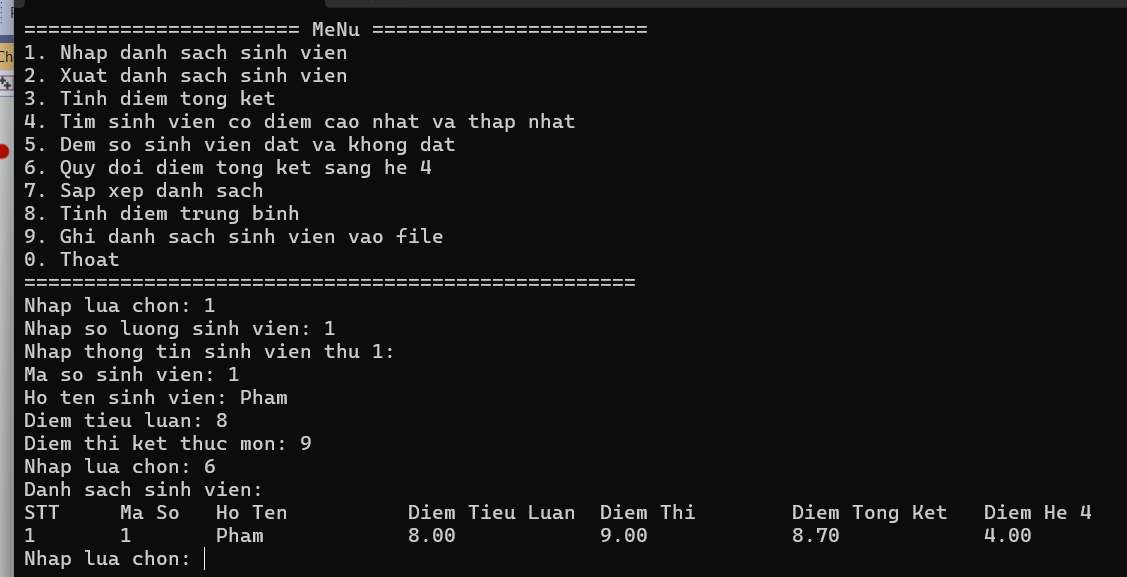 ======================= MeNu =======================
1. Nhap danh sach sinh vien
2. Xuat danh sach sinh vien
3. Tinh diem tong ket
4. Tim sinh vien co diem cao nhat va thap nhat
5. Dem so sinh vien dat va khong dat
6. Quy doi diem tong ket sang he 4
7. Sap xep danh sach
8. Tinh diem trung binh
9. Ghi danh sach sinh vien vao file
0. Thoat
===================================================
Nhap lua chon: 1
Nhap so luong sinh vien: 1
Nhap thong tin sinh vien thu 1:
Ma so sinh vien: 1
Ho ten sinh vien: Pham
Diem tieu luan: 8
Diem thi ket thuc mon: 9
Nhap lua chon: 6
Danh sach sinh vien:
STT     Ma So   Ho Ten          Diem Tieu Luan  Diem Thi        Diem Tong Ket   Diem He 4
1       1       Pham            8.00            9.00            8.70            4.00
Nhap lua chon: